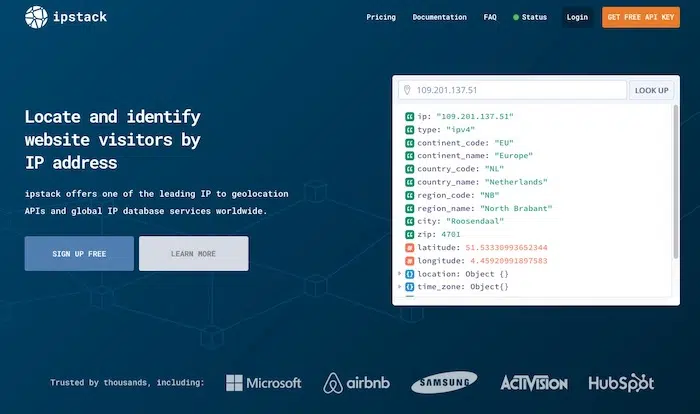 ipstack
Pricing Documentation FAQ Status Login GET FREE API KEY
Locate and identify
website visitors by
IP address
ipstack offers one of the leading IP to geolocation
APIs and global IP database services worldwide.
SIGN UP FREE LEARN MORE
109.201.137.51 LOOK UP
ip: "109.201.137.51"
type: "ipv4"
continent_code: "EU"
continent_name: "Europe"
country_code: "NL"
country_name: "Netherlands"
region_code: "NB"
region_name: "North Brabant"
city: "Roosendaal"
zip: 4701
latitude: 51.53330993652344
longitude: 4.45920991897583
location: Object {}
time_zone: Object{}
Trusted by thousands, including: Microsoft airbnb SAMSUNG ACTIVISION HubSpot